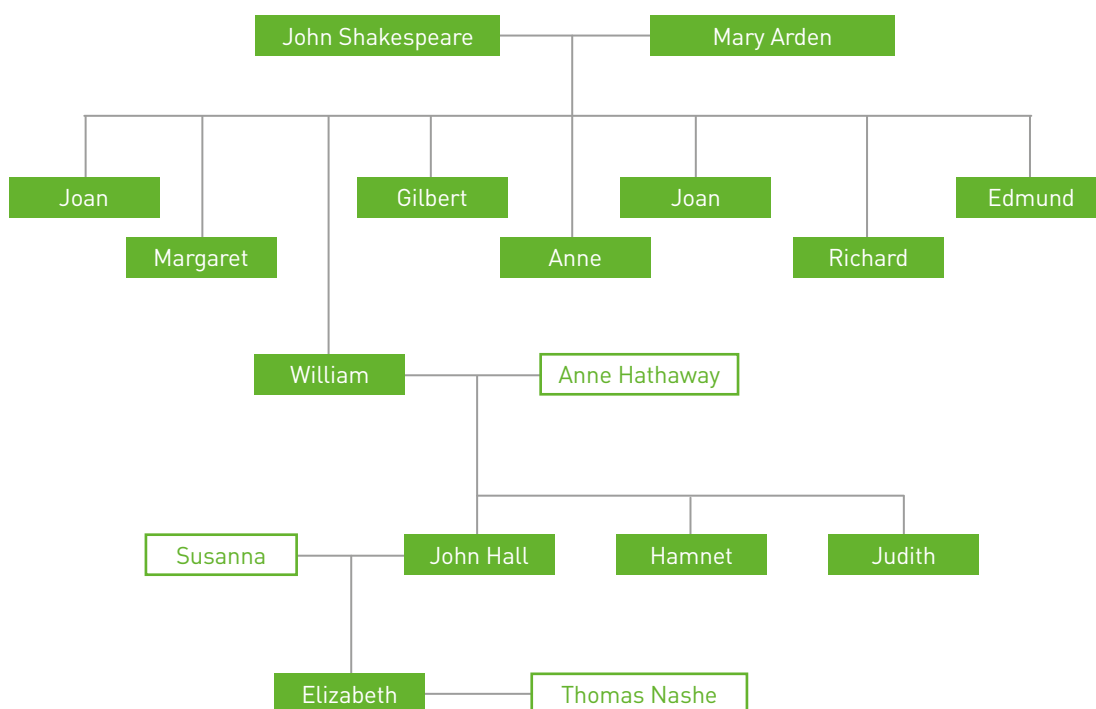 John Shakespeare
Mary Arden
Joan
Gilbert
Joan
Edmund
Margaret
Anne
Richard
William
Anne Hathaway
Susanna
John Hall
Hamnet
Judith
Elizabeth
Thomas Nashe